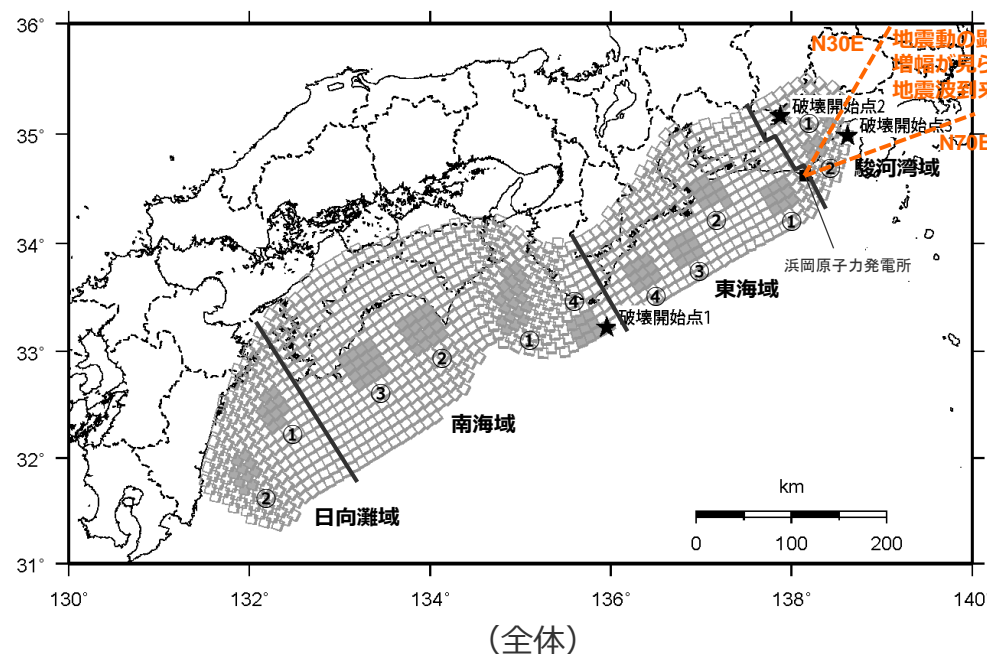 36°
35°
34°
33°
32°
31°
130°
132°
134°
136°
138°
140
N30E
地震動の顕
増幅が見ら
地震波到来
N70E
破壊開始点2
①
破壊開始点3
②
駿河湾域
②
①
浜岡原子力発電所
③
東海域
④
④
破壊開始点1
①
②
③
南海域
①
②
日向灘域
km
0 100 200
（全体）